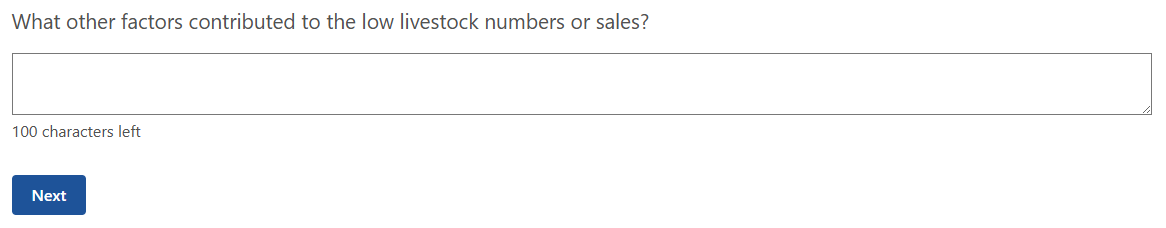 What other factors contributed to the low livestock numbers or sales?
100 characters left
Next